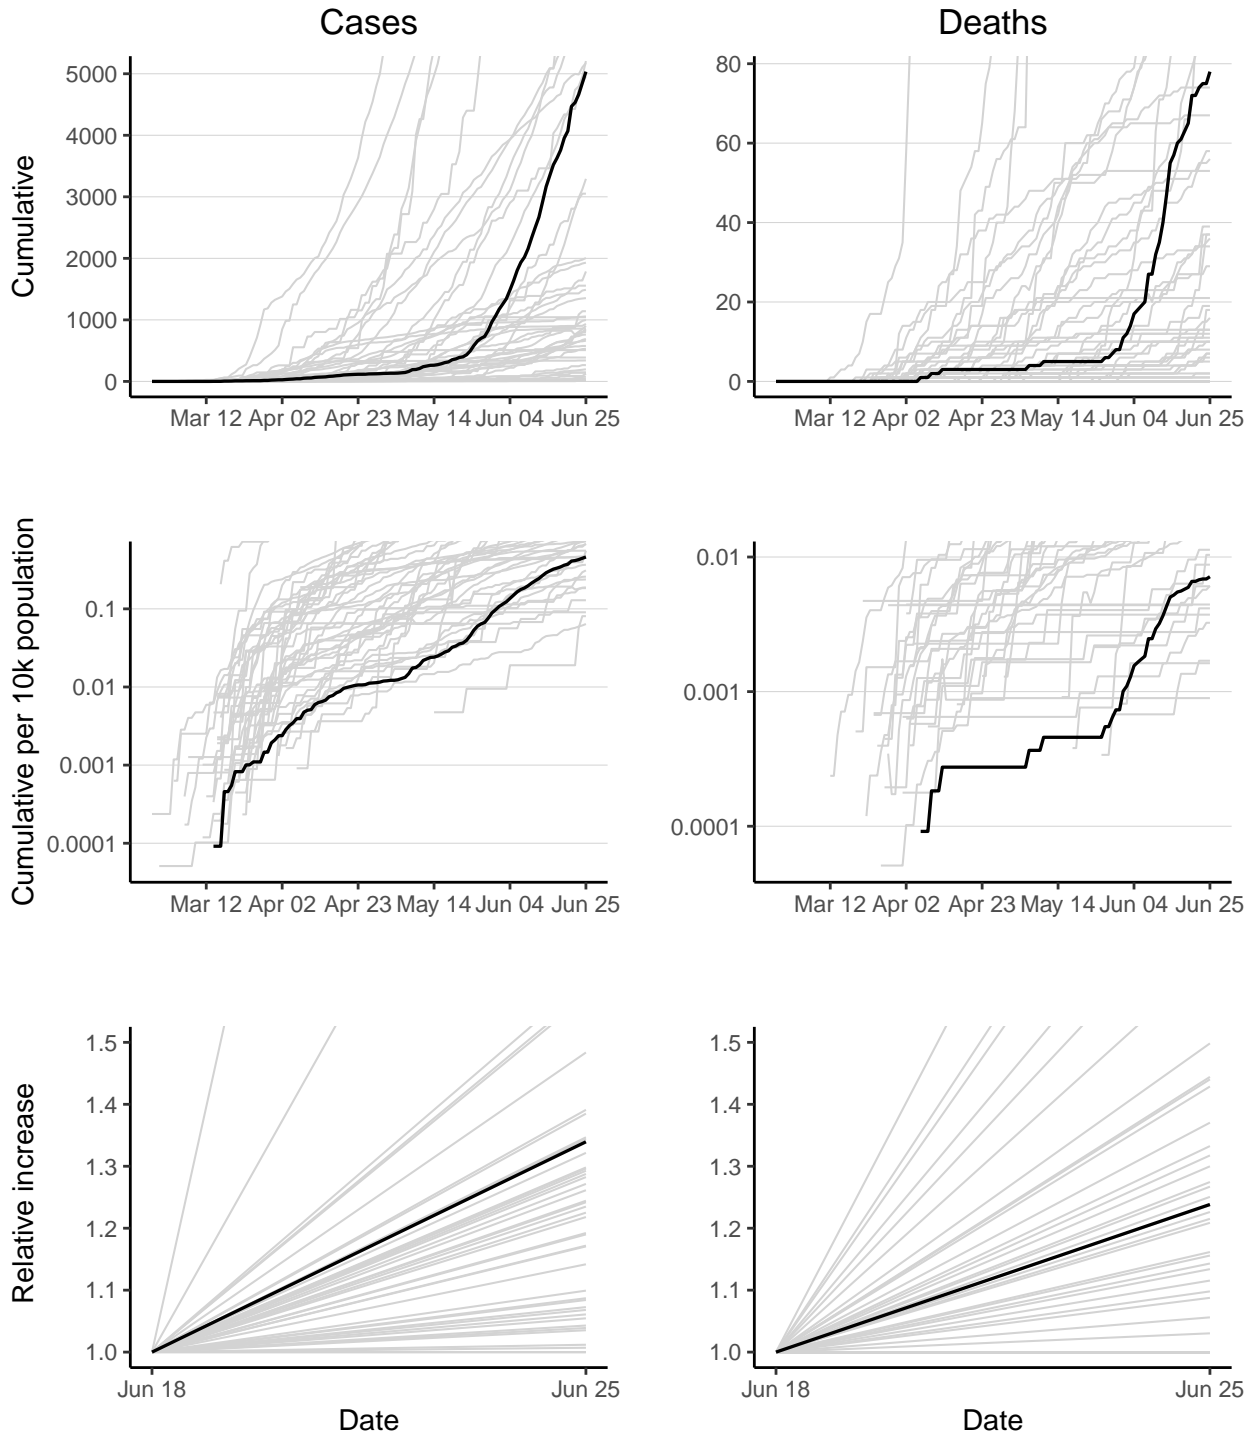 Cases
Deaths
Cumulative
5000
4000
3000
2000
1000
0
Mar 12 Apr 02 Apr 23 May 14 Jun 04 Jun 25
80
60
40
20
0
Mar 12 Apr 02 Apr 23 May 14 Jun 04 Jun 25
Cumulative per 10k population
0.1
0.01
0.001
0.0001
Mar 12 Apr 02 Apr 23 May 14 Jun 04 Jun 25
0.01
0.001
0.0001
Mar 12 Apr 02 Apr 23 May 14 Jun 04 Jun 25
Relative increase
1.5
1.4
1.3
1.2
1.1
1.0
Jun 18 Jun 25
Date
1.5
1.4
1.3
1.2
1.1
1.0
Jun 18 Jun 25
Date